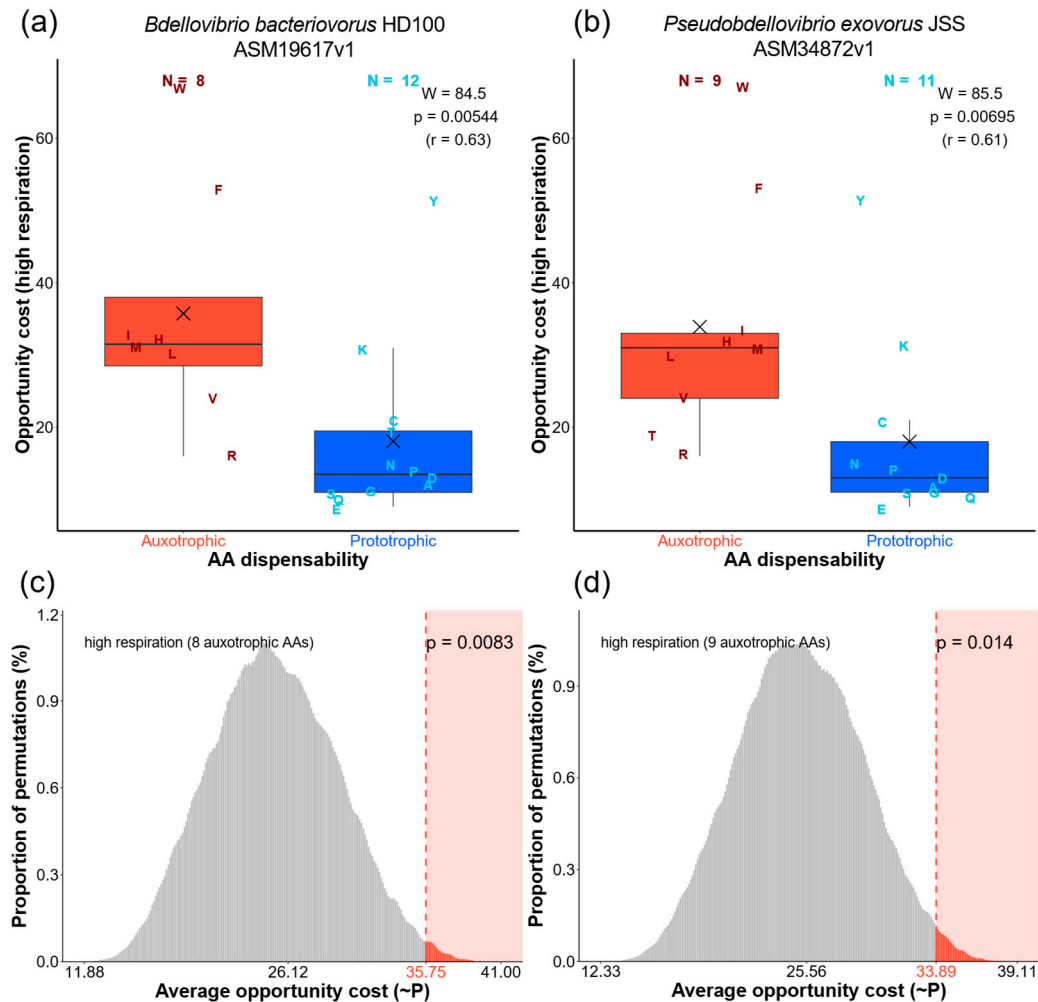 (a)
Bdellovibrio bacteriovorus HD100
ASM19617v1
N = 8
N = 12
W = 84.5
p = 0.00544
(r = 0.63)
Opportunity cost (high respiration)
60
40
20
W
F
I
H
M
L
V
R
Y
K
C
T
N
P
D
A
G
S
Q
E
Auxotrophic
Prototrophic
AA dispensability
(b)
Pseudobdellovibrio exovorus JSS
ASM34872v1
N = 9
N = 11
W = 85.5
p = 0.00695
(r = 0.61)
Opportunity cost (high respiration)
60
40
20
W
F
I
H
M
L
V
T
R
Y
K
C
N
P
D
A
S
G
Q
E
Auxotrophic
Prototrophic
AA dispensability
(c)
high respiration (8 auxotrophic AAs)
p = 0.0083
Proportion of permutations (%)
1.2
0.9
0.6
0.3
0.0
11.88
26.12
35.75
41.00
Average opportunity cost (~P)
(d)
high respiration (9 auxotrophic AAs)
p = 0.014
Proportion of permutations (%)
0.9
0.6
0.3
0.0
12.33
25.56
33.89
39.11
Average opportunity cost (~P)